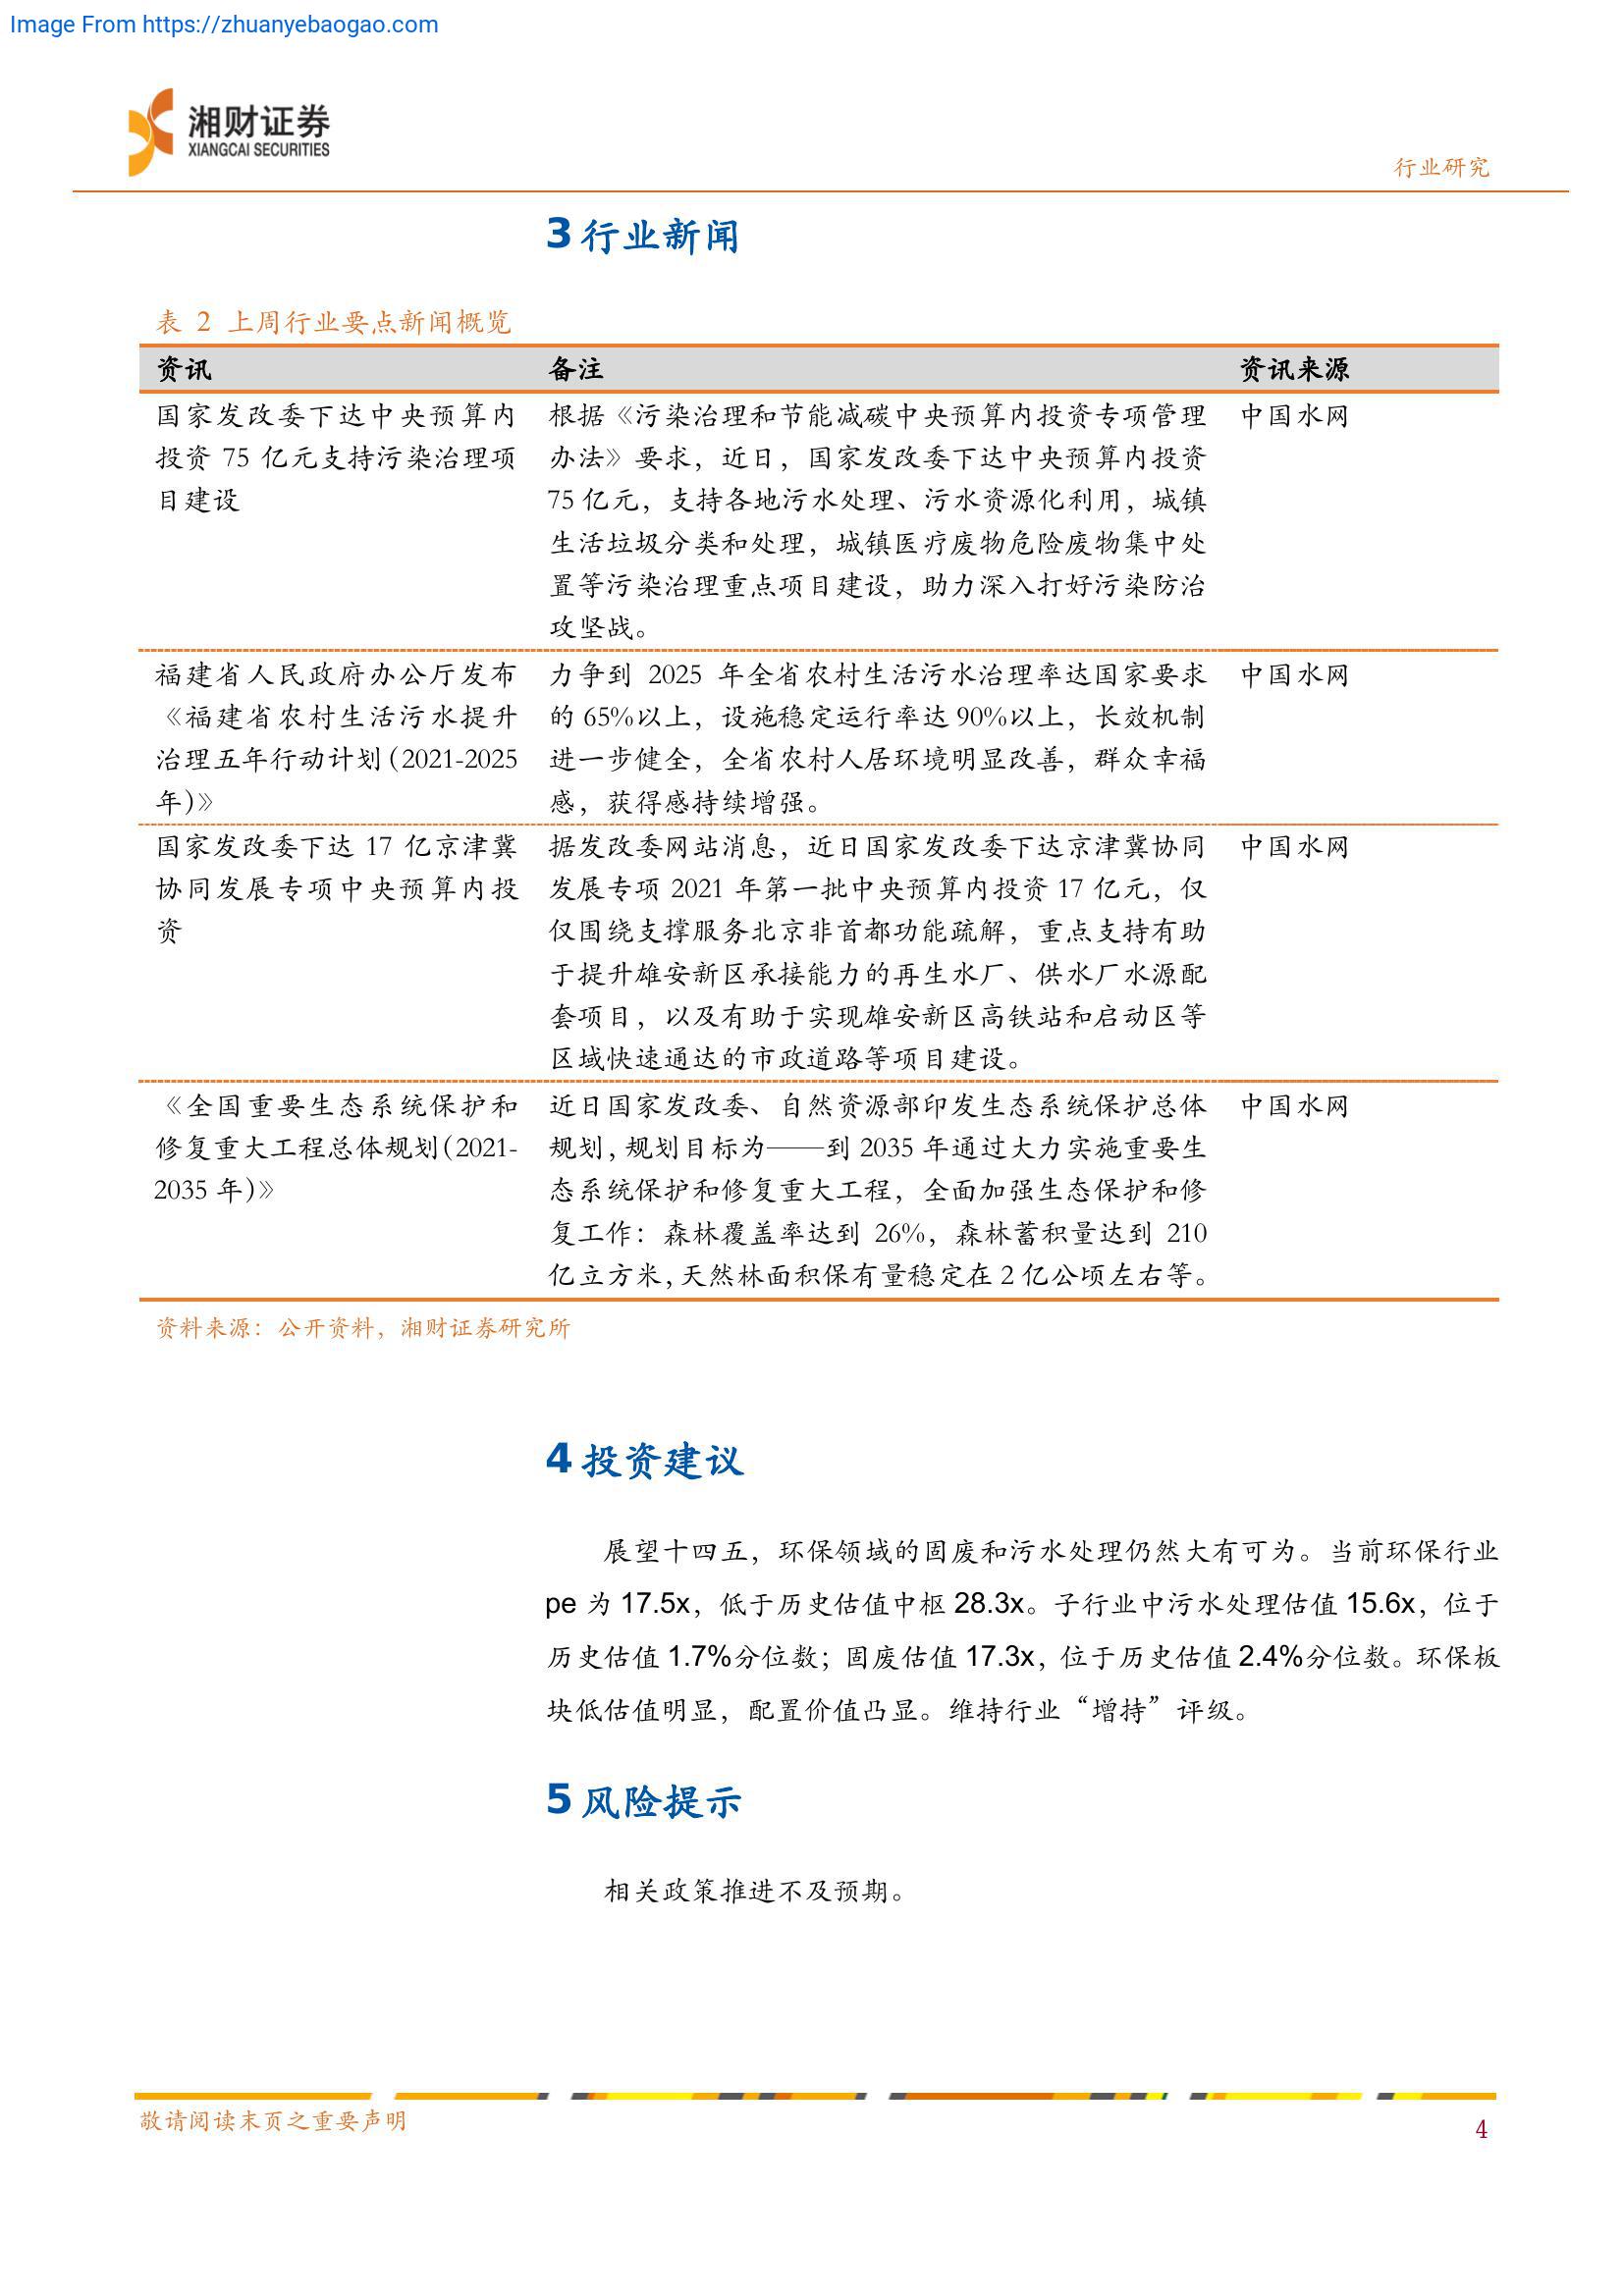 Image From https://zhuanyebaogao.com
湘财证券
XIANGCAI SECURITIES
行业研究
3 行业新闻
表 2 上周行业要点新闻概览
资讯 备注 资讯来源
国家发改委下达中央预算内
投资 75 亿元支持污染治理项
目建设
根据《污染治理和节能减碳中央预算内投资专项管理
办法》要求，近日，国家发改委下达中央预算内投资
75 亿元，支持各地污水处理、污水资源化利用，城镇
生活垃圾分类和处理，城镇医疗废物危险废物集中处
置等污染治理重点项目建设，助力深入打好污染防治
攻坚战。
中国水网
福建省人民政府办公厅发布
《福建省农村生活污水提升
治理五年行动计划（2021-2025
年）》
力争到 2025 年全省农村生活污水治理率达国家要求
的 65%以上，设施稳定运行率达 90%以上，长效机制
进一步健全，全省农村人居环境明显改善，群众幸福
感，获得感持续增强。
中国水网
国家发改委下达 17 亿京津冀
协同发展专项中央预算内投
资
据发改委网站消息，近日国家发改委下达京津冀协同
发展专项 2021 年第一批中央预算内投资 17 亿元，仅
仅围绕支撑服务北京非首都功能疏解，重点支持有助
于提升雄安新区承接能力的再生水厂、供水厂水源配
套项目，以及有助于实现雄安新区高铁站和启动区等
区域快速通达的市政道路等项目建设。
中国水网
《全国重要生态系统保护和
修复重大工程总体规划（2021-
2035 年）》
近日国家发改委、自然资源部印发生态系统保护总体
规划，规划目标为——到 2035 年通过大力实施重要生
态系统保护和修复重大工程，全面加强生态保护和修
复工作：森林覆盖率达到 26%，森林蓄积量达到 210
亿立方米，天然林面积保有量稳定在 2 亿公顷左右等。
中国水网
资料来源：公开资料，湘财证券研究所
4 投资建议
展望十四五，环保领域的固废和污水处理仍然大有可为。当前环保行业
pe 为 17.5x，低于历史估值中枢 28.3x。子行业中污水处理估值 15.6x，位于
历史估值 1.7%分位数；固废估值 17.3x，位于历史估值 2.4%分位数。环保板
块低估值明显，配置价值凸显。维持行业“增持”评级。
5 风险提示
相关政策推进不及预期。
敬请阅读末页之重要声明
4